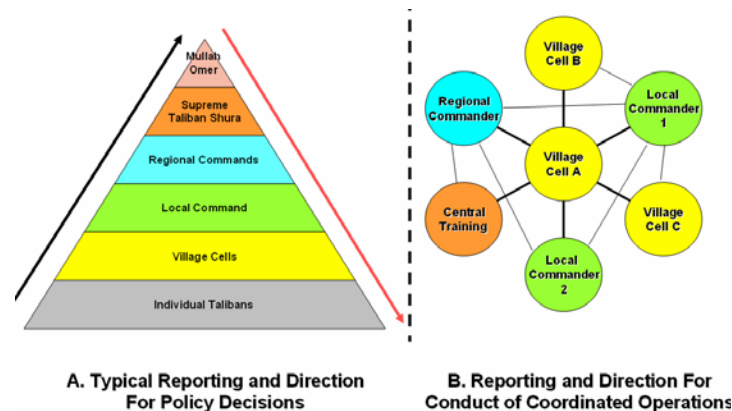 Mullah
Omer
Supreme
Taliban Shura
Regional Commands
Local Command
Village Cells
Individual Talibans
A. Typical Reporting and Direction
For Policy Decisions
Village
Cell B
Regional
Commander
Local
Commander
1
Village
Cell A
Central
Training
Village
Cell C
Local
Commander
2
B. Reporting and Direction For
Conduct of Coordinated Operations